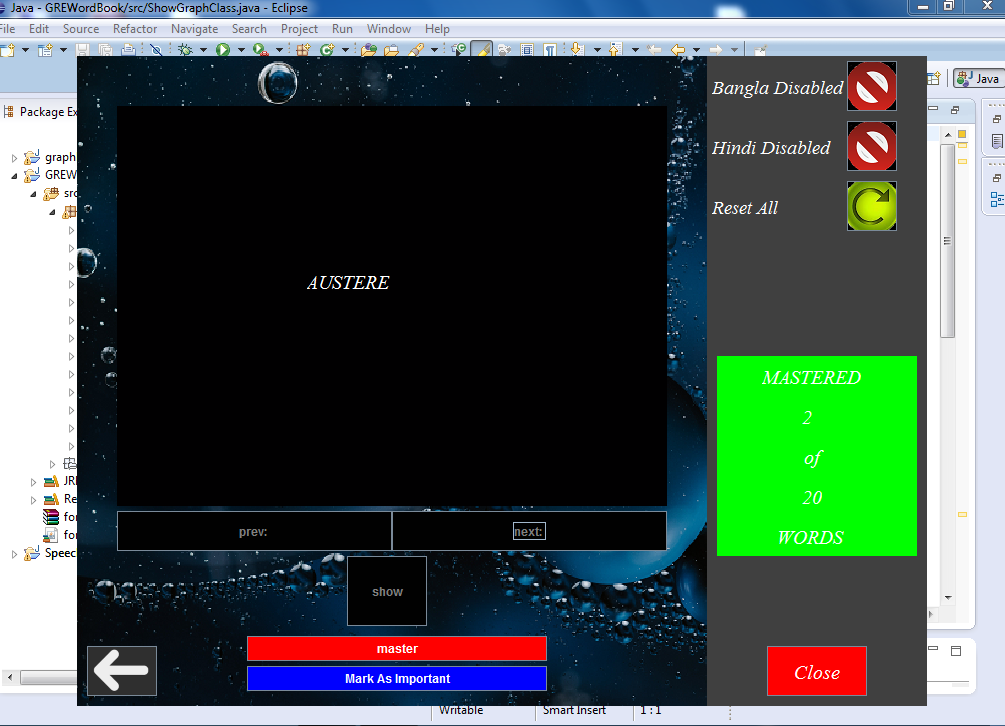 Java - GREWordBook/src/ShowGraphClass.java - Eclipse
File Edit Source Refactor Navigate Search Project Run Window Help
Java
Package Ex
graph
GREW
src
JR
Re
for
for
Speec
Bangla Disabled
Hindi Disabled
Reset All
AUSTERE
MASTERED
2
of
20
WORDS
prev:
next:
show
master
Mark As Important
Close
Writable Smart Insert 1 : 1